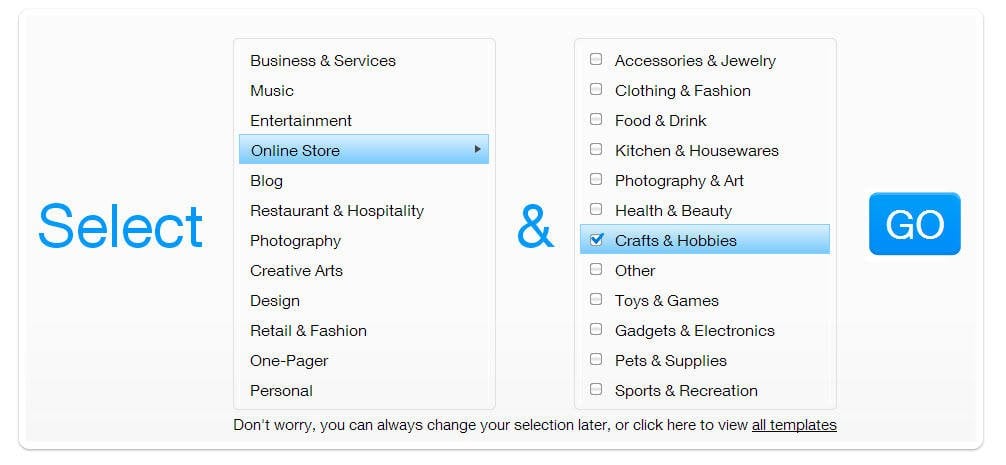 Select
Business & Services
Music
Entertainment
Online Store
Blog
Restaurant & Hospitality
Photography
Creative Arts
Design
Retail & Fashion
One-Pager
Personal
&
Accessories & Jewelry
Clothing & Fashion
Food & Drink
Kitchen & Housewares
Photography & Art
Health & Beauty
Crafts & Hobbies
Other
Toys & Games
Gadgets & Electronics
Pets & Supplies
Sports & Recreation
GO
Don't worry, you can always change your selection later, or click here to view all templates